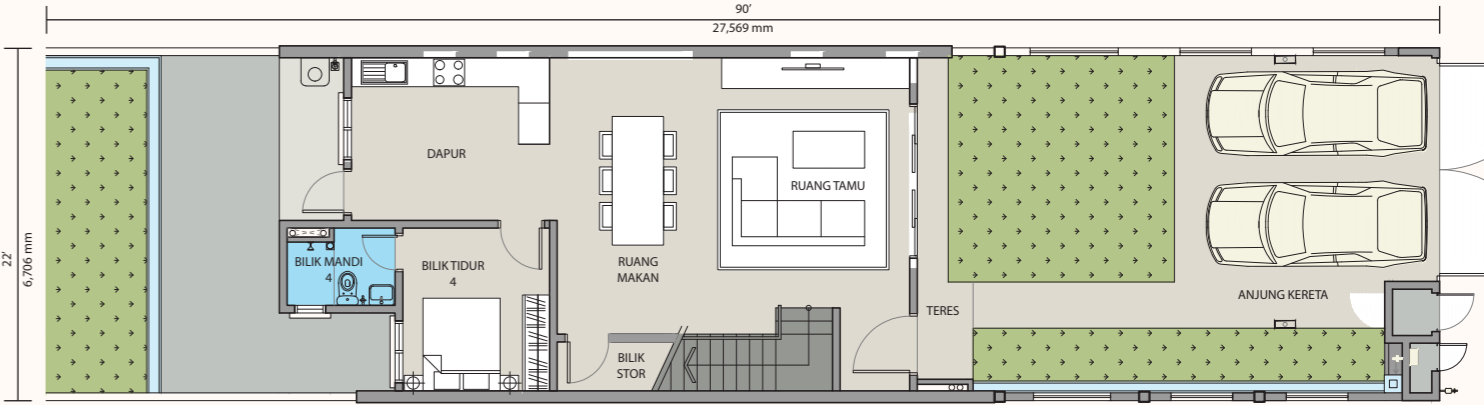 90'
27,569 mm
22'
6,706 mm
DAPUR
RUANG TAMU
BILIK MANDI
4
BILIK TIDUR
4
RUANG
MAKAN
TERES
ANJUNG KERETA
BILIK
STOR